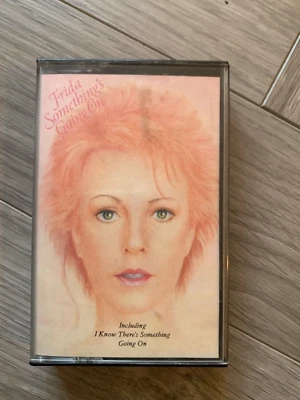 Frida
Something's
Going On
Including
I Know There's Something
Going On